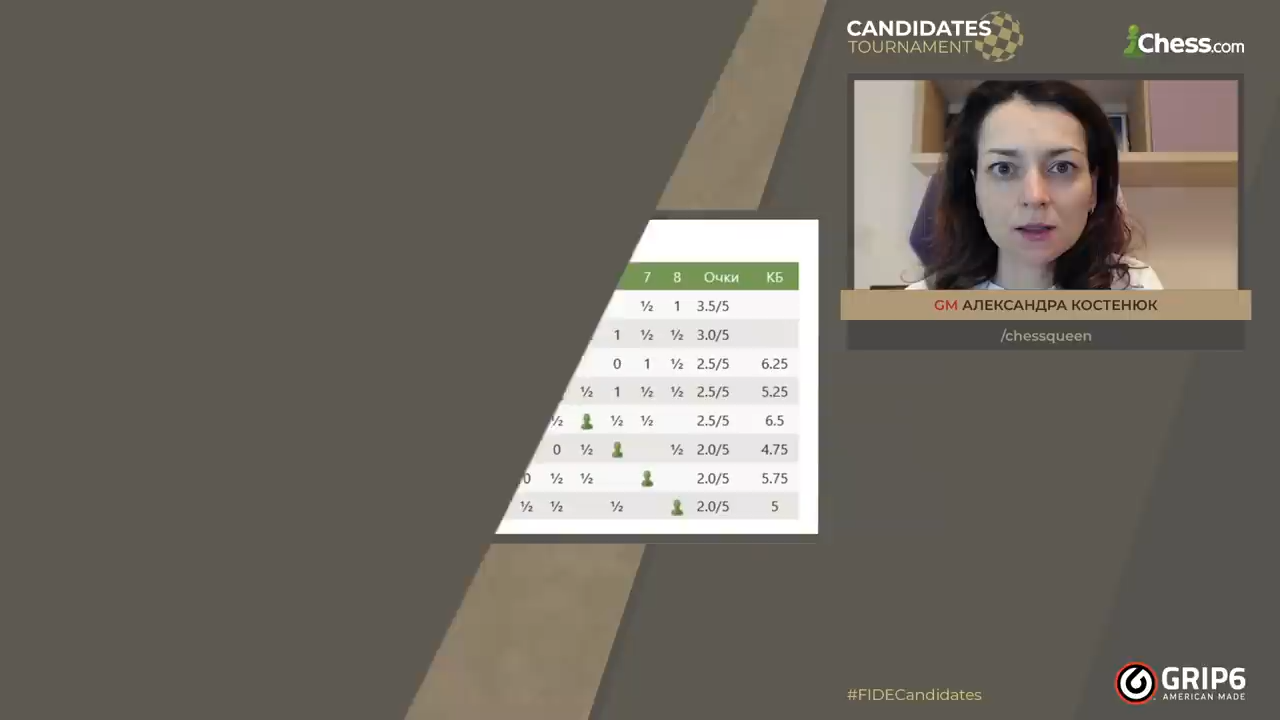 CANDIDATES
TOURNAMENT
Chess.com
7 8 Очки КБ
½ 1 3.5/5
1 ½ ½ 3.0/5
0 1 ½ 2.5/5 6.25
½ 1 ½ ½ 2.5/5 5.25
½ ½ ½ 2.5/5 6.5
0 ½ ½ 2.0/5 4.75
0 ½ ½ 2.0/5 5.75
½ ½ ½ 2.0/5 5
GM АЛЕКСАНДРА КОСТЕНЮК
/chessqueen
#FIDECandidates
GRIP6
AMERICAN MADE